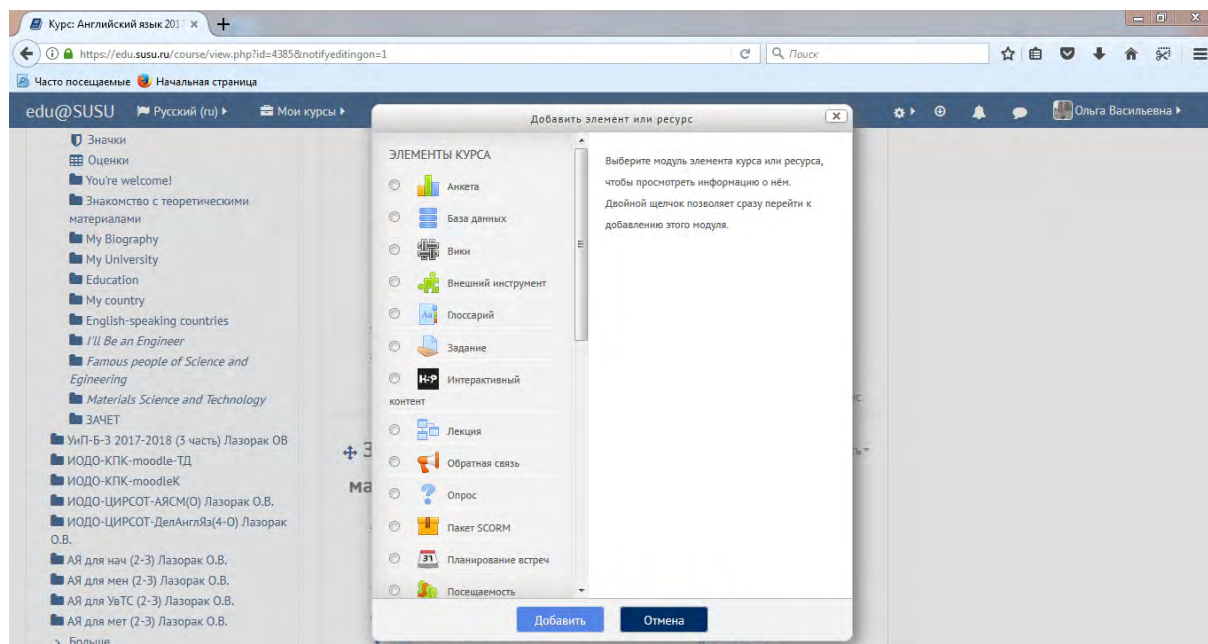 Курс: Английский язык 201
https://edu.susu.ru/course/view.php?id=4385&notifyeditingon=1
Поиск
Часто посещаемые
Начальная страница
edu@SUSU
Русский (ru)
Мои курсы
Ольга Васильевна
Значки
Оценки
You're welcome!
Знакомство с теоретическими
материалами
My Biography
My University
Education
My country
English-speaking countries
I'll Be an Engineer
Famous people of Science and
Egineering
Materials Science and Technology
ЗАЧЕТ
УиП-Б-3 2017-2018 (3 часть) Лазорак ОВ
ИОДО-КПК-moodle-ТД
ИОДО-КПК-moodleК
ИОДО-ЦИРСОТ-АЯСМ(О) Лазорак О.В.
ИОДО-ЦИРСОТ-ДелАнглЯз(4-О) Лазорак
О.В.
АЯ для нач (2-3) Лазорак О.В.
АЯ для мен (2-3) Лазорак О.В.
АЯ для УвТС (2-3) Лазорак О.В.
АЯ для мет (2-3) Лазорак О.В.
Больше
Добавить элемент или ресурс
ЭЛЕМЕНТЫ КУРСА
Анкета
База данных
Вики
Внешний инструмент
Глоссарий
Задание
H-P Интерактивный
контент
Лекция
Обратная связь
Опрос
Пакет SCORM
31 Планирование встреч
Посещаемость
Выберите модуль элемента курса или ресурса,
чтобы просмотреть информацию о нём.
Двойной щелчок позволяет сразу перейти к
добавлению этого модуля.
Добавить
Отмена